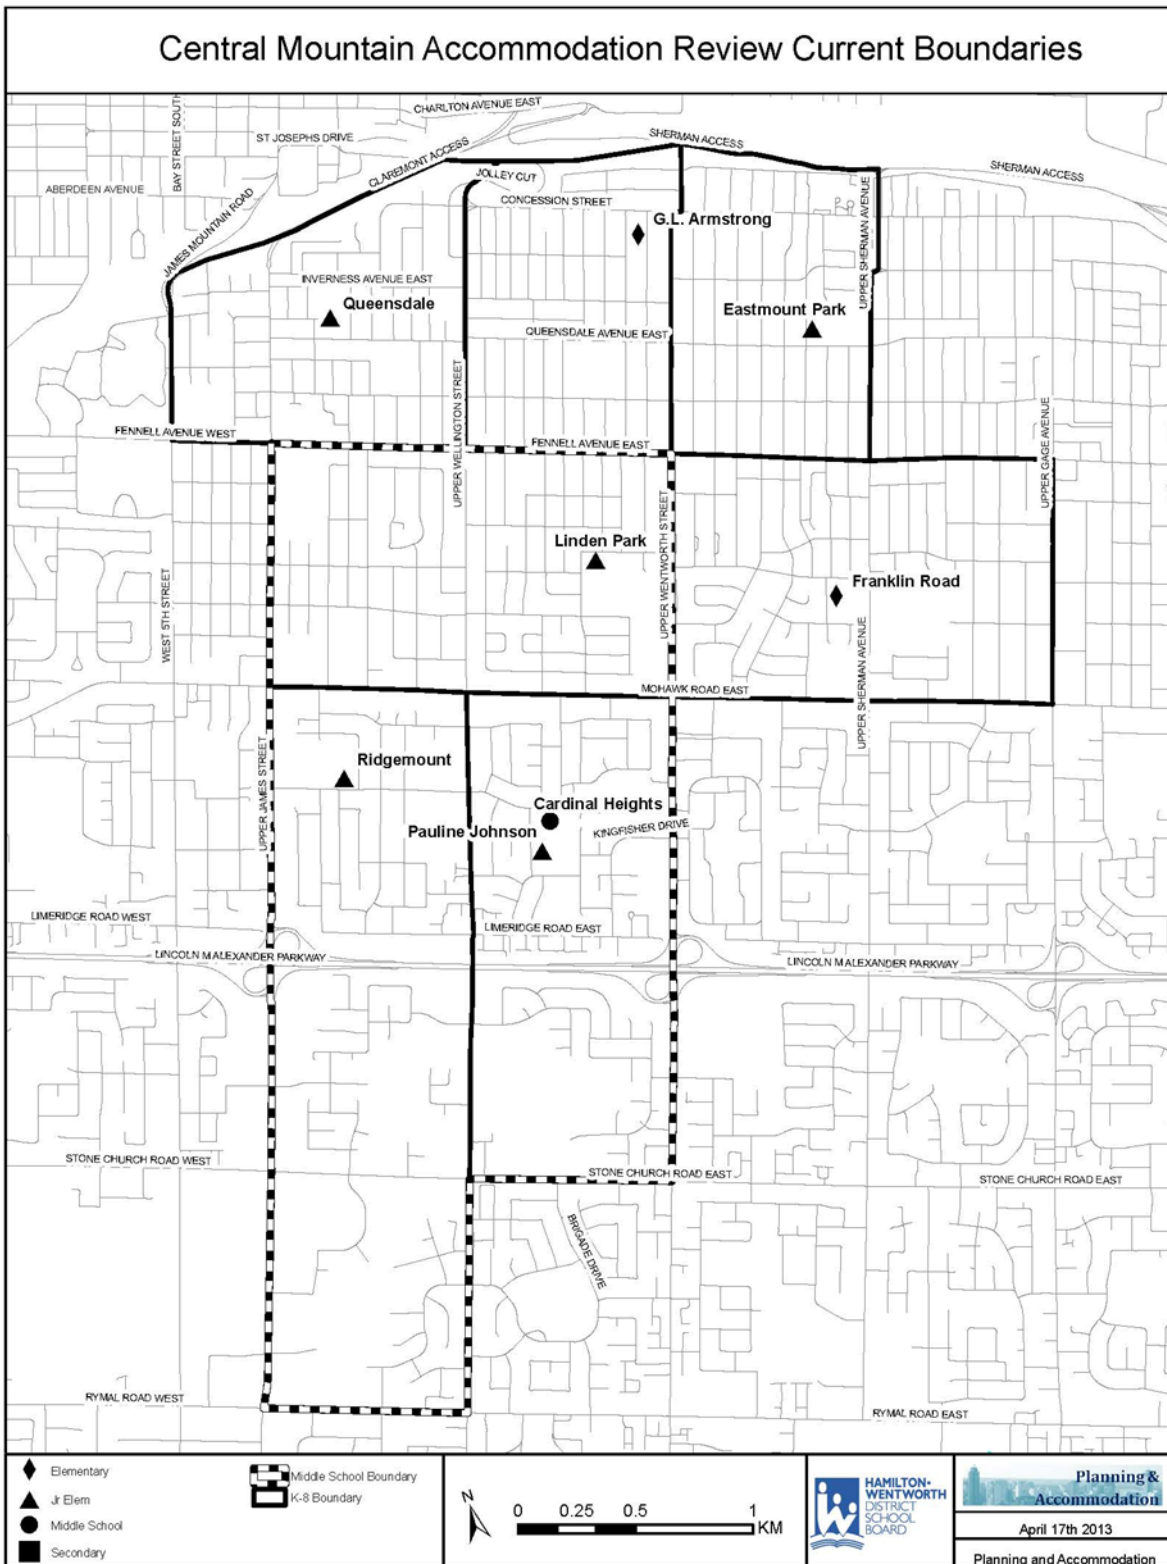 Central Mountain Accommodation Review Current Boundaries
CHARLTON AVENUE EAST
BAY STREET SOUTH
ST JOSEPHS DRIVE
SHERMAN ACCESS
CLAREMONT ACCESS
SHERMAN ACCESS
JOLLEY CUT
ABERDEEN AVENUE
CONCESSION STREET
JAMES MOUNTAIN ROAD
UPPER SHERMAN AVENUE
G.L. Armstrong
INVERNESS AVENUE EAST
Queensdale
Eastmount Park
QUEENSDALE AVENUE EAST
UPPER WELLINGTON STREET
UPPER GAGE AVENUE
FENNELL AVENUE WEST
FENNELL AVENUE EAST
UPPER WENTWORTH STREET
Linden Park
Franklin Road
WEST 5TH STREET
UPPER SHERMAN AVENUE
MOHAWK ROAD EAST
UPPER JAMES STREET
Ridgemount
Cardinal Heights
KINGFISHER DRIVE
Pauline Johnson
LIMERIDGE ROAD WEST
LIMERIDGE ROAD EAST
LINCOLN M ALEXANDER PARKWAY
LINCOLN M ALEXANDER PARKWAY
STONE CHURCH ROAD WEST
STONE CHURCH ROAD EAST
STONE CHURCH ROAD EAST
BRIGADE DRIVE
RYMAL ROAD WEST
RYMAL ROAD EAST
Elementary
Jr Elem
Middle School
Secondary
Middle School Boundary
K-8 Boundary
N
0 0.25 0.5 1
KM
HAMILTON-
WENTWORTH
DISTRICT
SCHOOL
BOARD
Planning &
Accommodation
April 17th 2013
Planning and Accommodation